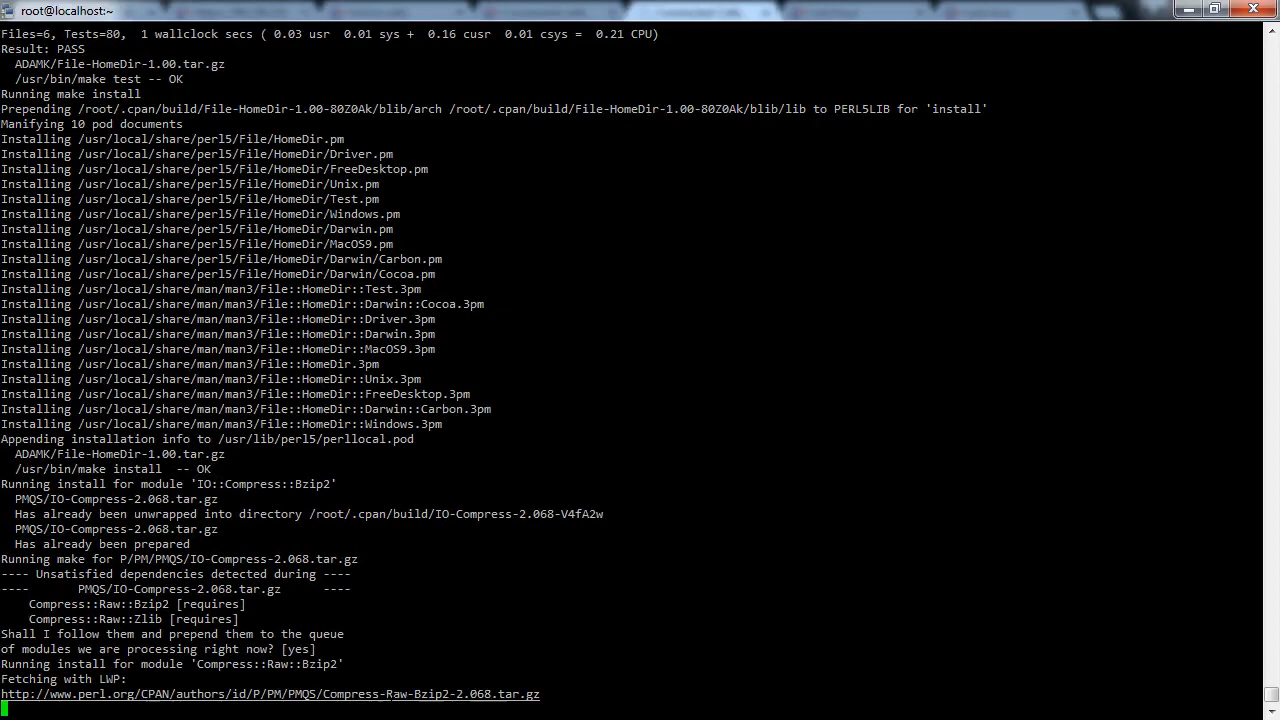 root@localhost:~
Files=6, Tests=80,  1 wallclock secs ( 0.03 usr  0.01 sys +  0.16 cusr  0.01 csys =  0.21 CPU)
Result: PASS
  ADAMK/File-HomeDir-1.00.tar.gz
  /usr/bin/make test -- OK
Running make install
Prepending /root/.cpan/build/File-HomeDir-1.00-80Z0Ak/blib/arch /root/.cpan/build/File-HomeDir-1.00-80Z0Ak/blib/lib to PERL5LIB for 'install'
Manifying 10 pod documents
Installing /usr/local/share/perl5/File/HomeDir.pm
Installing /usr/local/share/perl5/File/HomeDir/Driver.pm
Installing /usr/local/share/perl5/File/HomeDir/FreeDesktop.pm
Installing /usr/local/share/perl5/File/HomeDir/Unix.pm
Installing /usr/local/share/perl5/File/HomeDir/Test.pm
Installing /usr/local/share/perl5/File/HomeDir/Windows.pm
Installing /usr/local/share/perl5/File/HomeDir/Darwin.pm
Installing /usr/local/share/perl5/File/HomeDir/MacOS9.pm
Installing /usr/local/share/perl5/File/HomeDir/Darwin/Carbon.pm
Installing /usr/local/share/perl5/File/HomeDir/Darwin/Cocoa.pm
Installing /usr/local/share/man/man3/File::HomeDir::Test.3pm
Installing /usr/local/share/man/man3/File::HomeDir::Darwin::Cocoa.3pm
Installing /usr/local/share/man/man3/File::HomeDir::Driver.3pm
Installing /usr/local/share/man/man3/File::HomeDir::Darwin.3pm
Installing /usr/local/share/man/man3/File::HomeDir::MacOS9.3pm
Installing /usr/local/share/man/man3/File::HomeDir.3pm
Installing /usr/local/share/man/man3/File::HomeDir::Unix.3pm
Installing /usr/local/share/man/man3/File::HomeDir::FreeDesktop.3pm
Installing /usr/local/share/man/man3/File::HomeDir::Darwin::Carbon.3pm
Installing /usr/local/share/man/man3/File::HomeDir::Windows.3pm
Appending installation info to /usr/lib/perl5/perllocal.pod
  ADAMK/File-HomeDir-1.00.tar.gz
  /usr/bin/make install  -- OK
Running install for module 'IO::Compress::Bzip2'
  PMQS/IO-Compress-2.068.tar.gz
  Has already been unwrapped into directory /root/.cpan/build/IO-Compress-2.068-V4fA2w
  PMQS/IO-Compress-2.068.tar.gz
  Has already been prepared
Running make for P/PM/PMQS/IO-Compress-2.068.tar.gz
---- Unsatisfied dependencies detected during ----
----       PMQS/IO-Compress-2.068.tar.gz      ----
    Compress::Raw::Bzip2 [requires]
    Compress::Raw::Zlib [requires]
Shall I follow them and prepend them to the queue
of modules we are processing right now? [yes]
Running install for module 'Compress::Raw::Bzip2'
Fetching with LWP:
http://www.perl.org/CPAN/authors/id/P/PM/PMQS/Compress-Raw-Bzip2-2.068.tar.gz